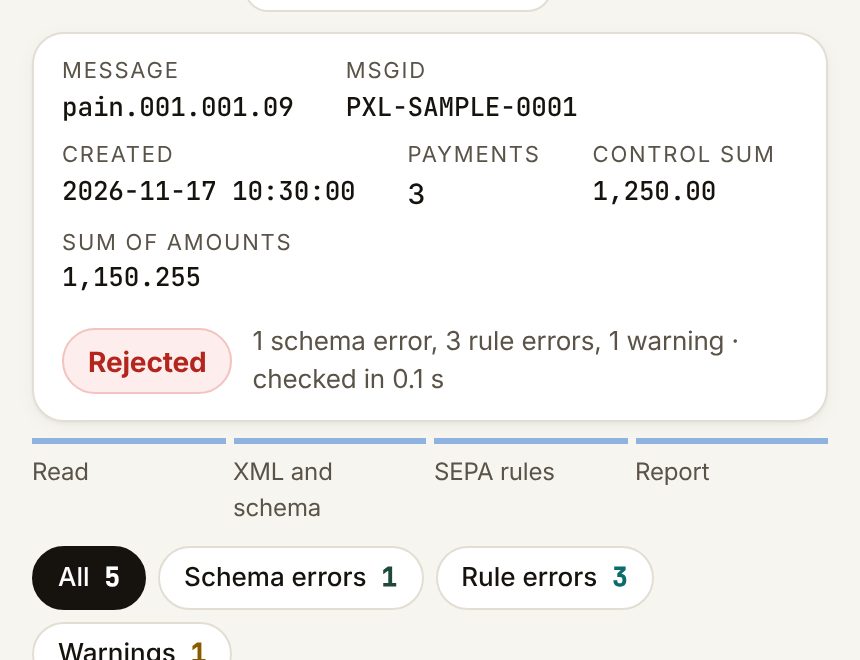 MESSAGE MSGID
pain.001.001.09 PXL-SAMPLE-0001
CREATED PAYMENTS CONTROL SUM
2026-11-17 10:30:00 3 1,250.00
SUM OF AMOUNTS
1,150.255
Rejected 1 schema error, 3 rule errors, 1 warning ·
checked in 0.1 s
Read XML and SEPA rules Report
schema
All 5 Schema errors 1 Rule errors 3
Warnings 1